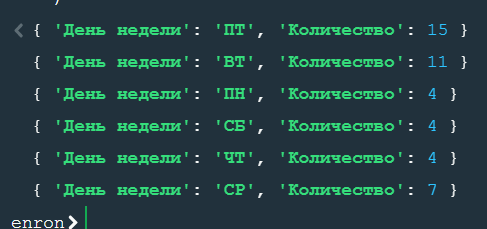 < { 'День недели': 'ПТ', 'Количество': 15 }
{ 'День недели': 'ВТ', 'Количество': 11 }
{ 'День недели': 'ПН', 'Количество': 4 }
{ 'День недели': 'СБ', 'Количество': 4 }
{ 'День недели': 'ЧТ', 'Количество': 4 }
{ 'День недели': 'СР', 'Количество': 7 }
enron>